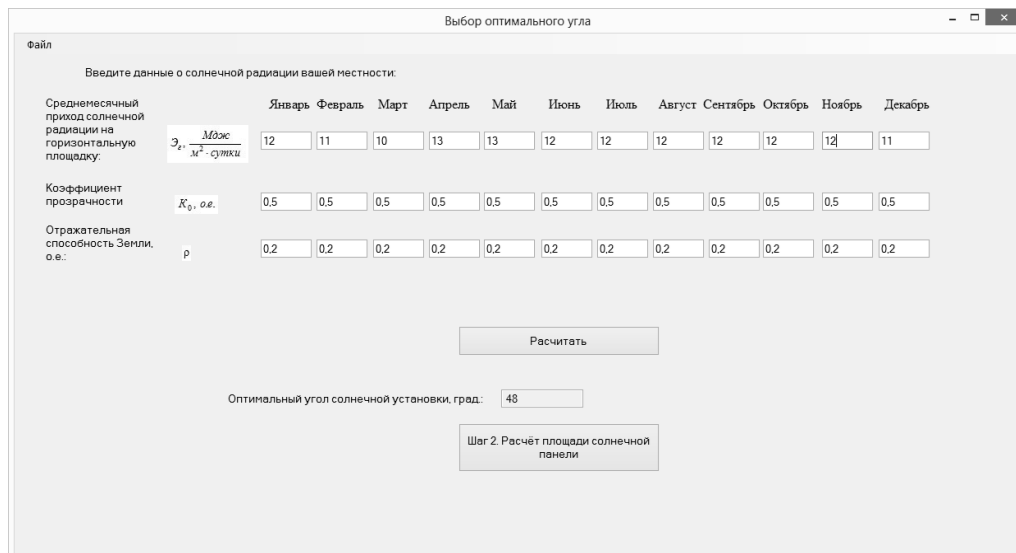 Выбор оптимального угла
Файл
Введите данные о солнечной радиации вашей местности:
Среднемесячный
приход солнечной
радиации на
горизонтальную
площадку:
Э_г, Мдж / м² · сутки
Январь Февраль Март Апрель Май Июнь Июль Август Сентябрь Октябрь Ноябрь Декабрь
12 11 10 13 13 12 12 12 12 12 12 11
Коэффициент
прозрачности
K₀, о.е.
0,5 0,5 0,5 0,5 0,5 0,5 0,5 0,5 0,5 0,5 0,5 0,5
Отражательная
способность Земли,
о.е.:
ρ
0,2 0,2 0,2 0,2 0,2 0,2 0,2 0,2 0,2 0,2 0,2 0,2
Расчитать
Оптимальный угол солнечной установки, град.: 48
Шаг 2. Расчёт площади солнечной
панели